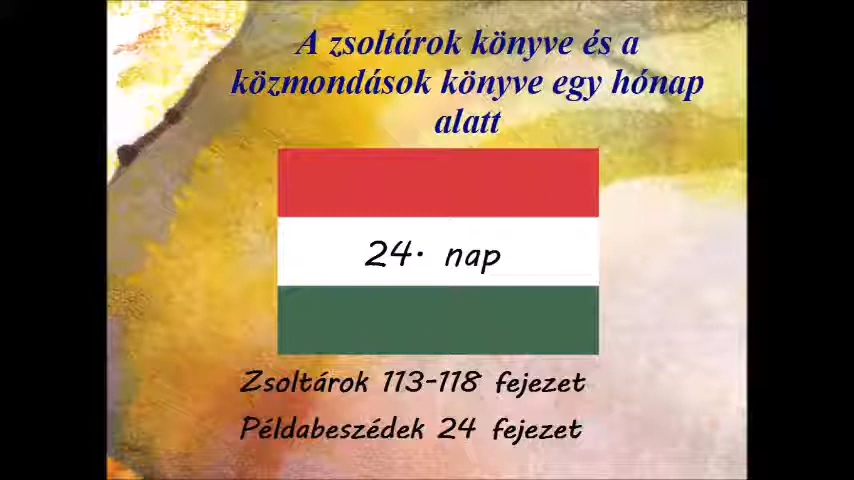 A zsoltárok könyve és a
közmondások könyve egy hónap
alatt
24. nap
Zsoltárok 113-118 fejezet
Példabeszédek 24 fejezet